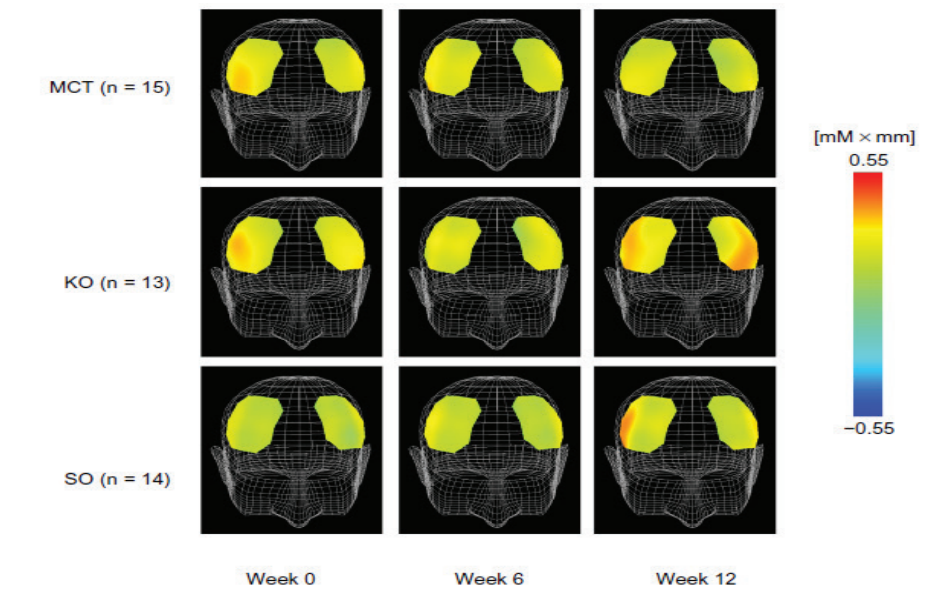 MCT (n = 15)
[mM × mm]
0.55
KO (n = 13)
−0.55
SO (n = 14)
Week 0
Week 6
Week 12